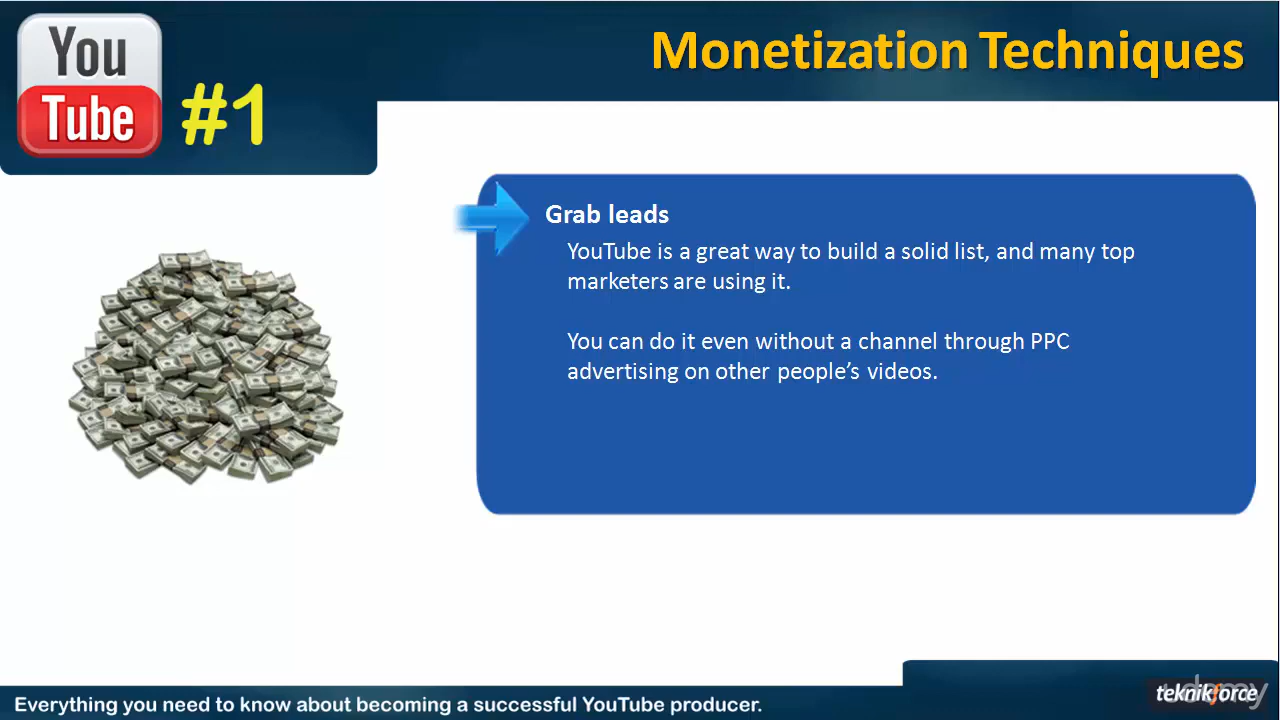 You
Tube
#1
Monetization Techniques
Grab leads
YouTube is a great way to build a solid list, and many top
marketers are using it.
You can do it even without a channel through PPC
advertising on other people’s videos.
Everything you need to know about becoming a successful YouTube producer.
teknikforce
udemy